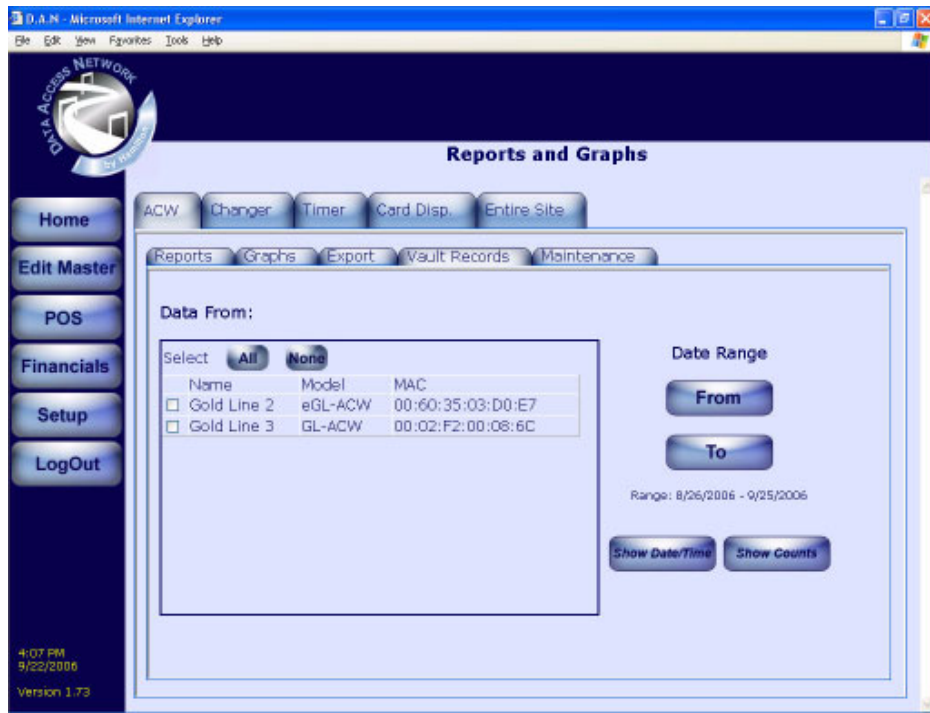 D.A.N - Microsoft Internet Explorer
File Edit View Favorites Tools Help
DATA ACCESS NETWORK
by Hamilton
Reports and Graphs
Home
Edit Master
POS
Financials
Setup
LogOut
4:07 PM
9/22/2006
Version 1.73
ACW Changer Timer Card Disp. Entire Site
Reports Graphs Export Vault Records Maintenance
Data From:
Select All None
Name Model MAC
Gold Line 2 eGL-ACW 00:60:35:03:D0:E7
Gold Line 3 GL-ACW 00:02:F2:00:08:6C
Date Range
From
To
Range: 8/26/2006 - 9/25/2006
Show Date/Time Show Counts